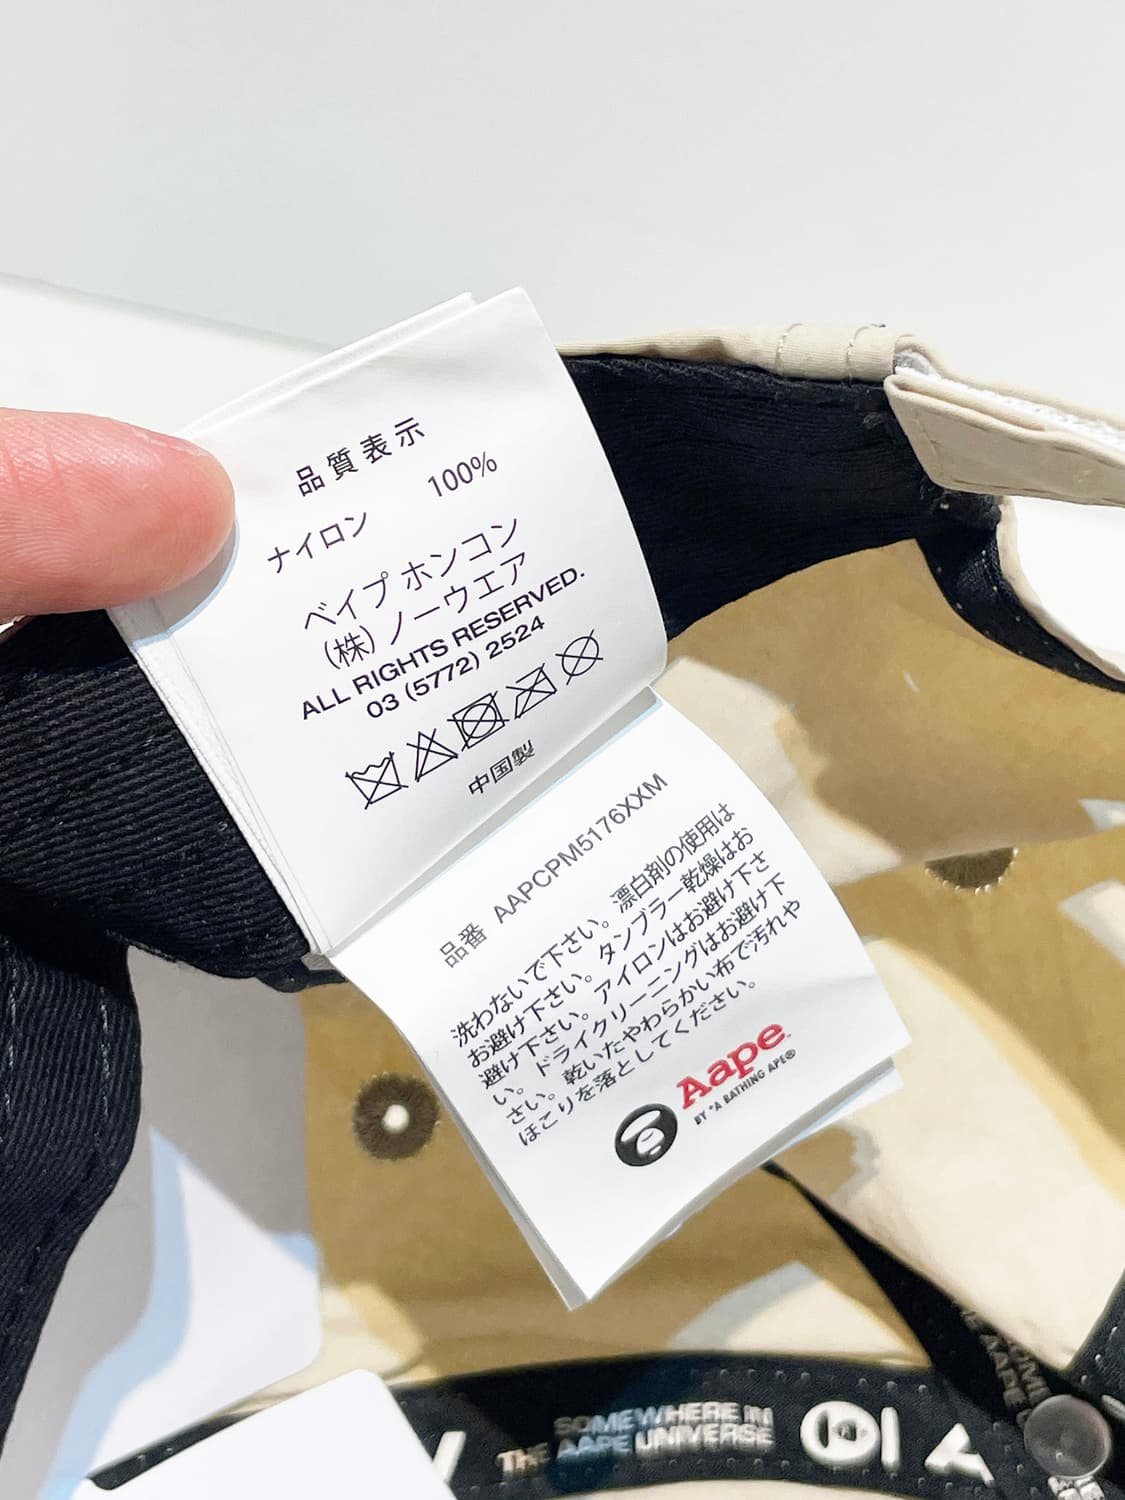 品質表示
ナイロン 100%
ベイプ ホンコン
(株) ノーウエア
ALL RIGHTS RESERVED.
03 (5772) 2524
中国製
品番 AAPCPM5176XXM
洗わないで下さい。漂白剤の使用は
お避け下さい。タンブラー乾燥はお
避け下さい。アイロンはお避け下さ
い。ドライクリーニングはお避け下
さい。乾いたやわらかい布で汚れや
ほこりを落としてください。
Aape
BY *A BATHING APE®
THE SOMEWHERE IN
AAPE UNIVERSE